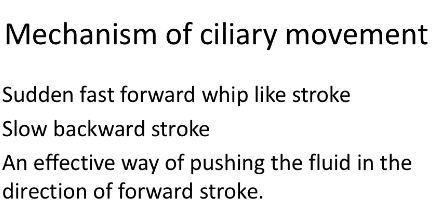 Mechanism of ciliary movement
Sudden fast forward whip like stroke
Slow backward stroke
An effective way of pushing the fluid in the
direction of forward stroke.